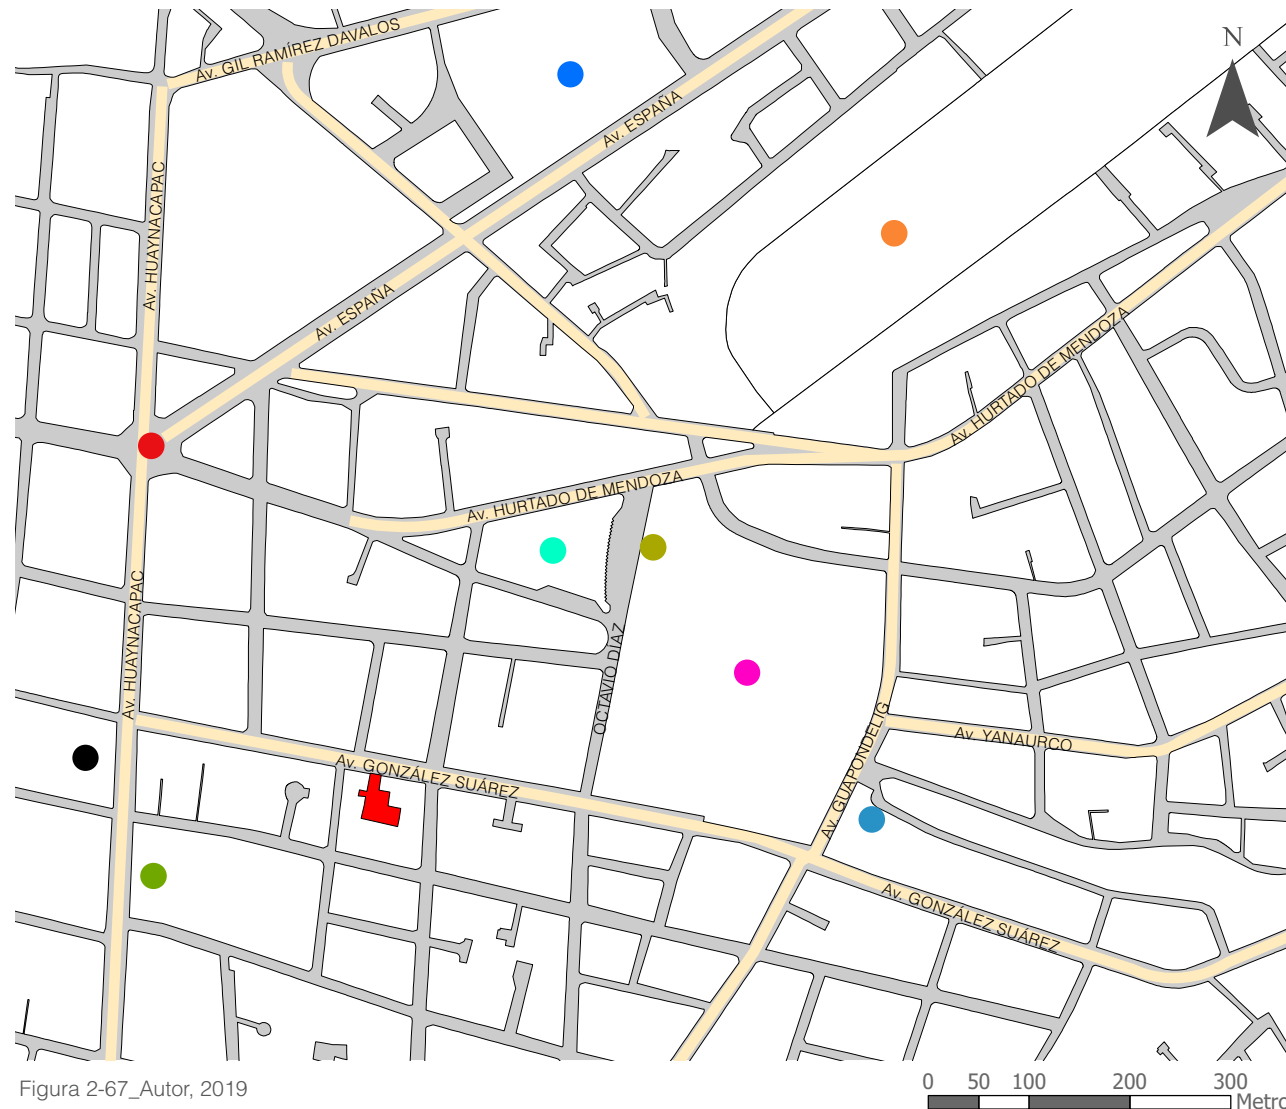 N
Av. GIL RAMÍREZ DAVALOS
Av. ESPAÑA
Av. HUAYNACAPAC
Av. ESPAÑA
Av. HURTADO DE MENDOZA
Av. HURTADO DE MENDOZA
Av. HUAYNACAPAC
OCTAVIO DIAZ
Av. GUAPONDELIG
Av. YANAURCO
Av. GONZÁLEZ SUÁREZ
Av. GONZÁLEZ SUÁREZ
Figura 2-67_Autor, 2019
0 50 100 200 300
Metro